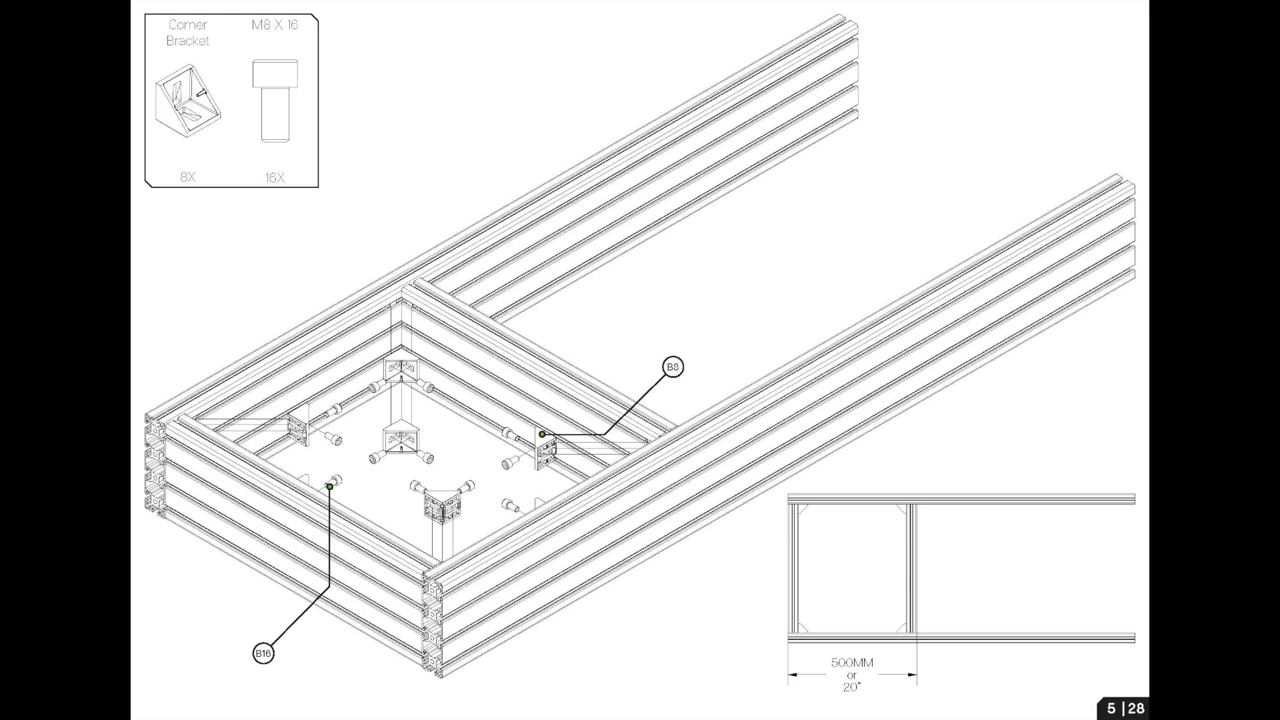 Corner
Bracket
M8 X 16
8X
16X
B8
B16
500MM
or
20"
5 | 28